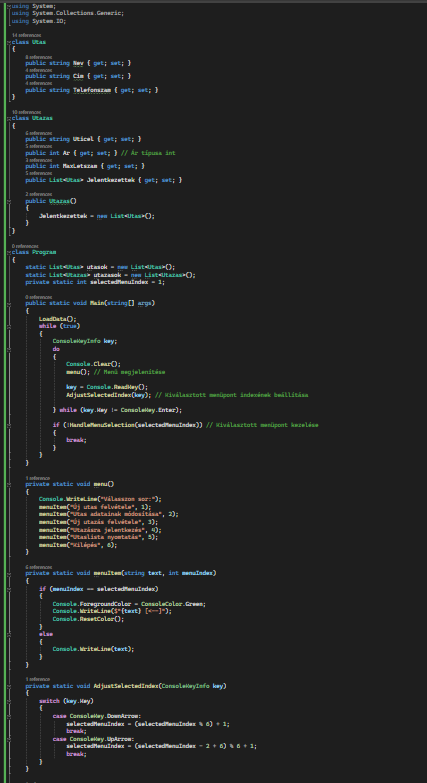 using System;
using System.Collections.Generic;
using System.IO;
14 references
class Utas
{
8 references
public string Nev { get; set; }
4 references
public string Cim { get; set; }
4 references
public string Telefonszam { get; set; }
}
10 references
class Utazas
{
6 references
public string Uticel { get; set; }
5 references
public int Ar { get; set; } // Ár típusa int
3 references
public int MaxLetszam { get; set; }
5 references
public List<Utas> Jelentkezettek { get; set; }
2 references
public Utazas()
{
Jelentkezettek = new List<Utas>();
}
}
0 references
class Program
{
static List<Utas> utasok = new List<Utas>();
static List<Utazas> utazasok = new List<Utazas>();
private static int selectedMenuIndex = 1;
0 references
public static void Main(string[] args)
{
LoadData();
while (true)
{
ConsoleKeyInfo key;
do
{
Console.Clear();
menu(); // Menü megjelenítése
key = Console.ReadKey();
AdjustSelectedIndex(key); // Kiválasztott menüpont indexének beállítása
} while (key.Key != ConsoleKey.Enter);
if (!HandleMenuSelection(selectedMenuIndex)) // Kiválasztott menüpont kezelése
{
break;
}
}
}
1 reference
private static void menu()
{
Console.WriteLine("Válasszon sor:");
menuItem("Új utas felvétele", 1);
menuItem("Utas adatainak módosítása", 2);
menuItem("Új utazás felvétele", 3);
menuItem("Utazásra jelentkezés", 4);
menuItem("Utaslista nyomtatás", 5);
menuItem("Kilépés", 6);
}
6 references
private static void menuItem(string text, int menuIndex)
{
if (menuIndex == selectedMenuIndex)
{
Console.ForegroundColor = ConsoleColor.Green;
Console.WriteLine($"{text} [<--]");
Console.ResetColor();
}
else
{
Console.WriteLine(text);
}
}
1 reference
private static void AdjustSelectedIndex(ConsoleKeyInfo key)
{
switch (key.Key)
{
case ConsoleKey.DownArrow:
selectedMenuIndex = (selectedMenuIndex % 6) + 1;
break;
case ConsoleKey.UpArrow:
selectedMenuIndex = (selectedMenuIndex - 2 + 6) % 6 + 1;
break;
}
}